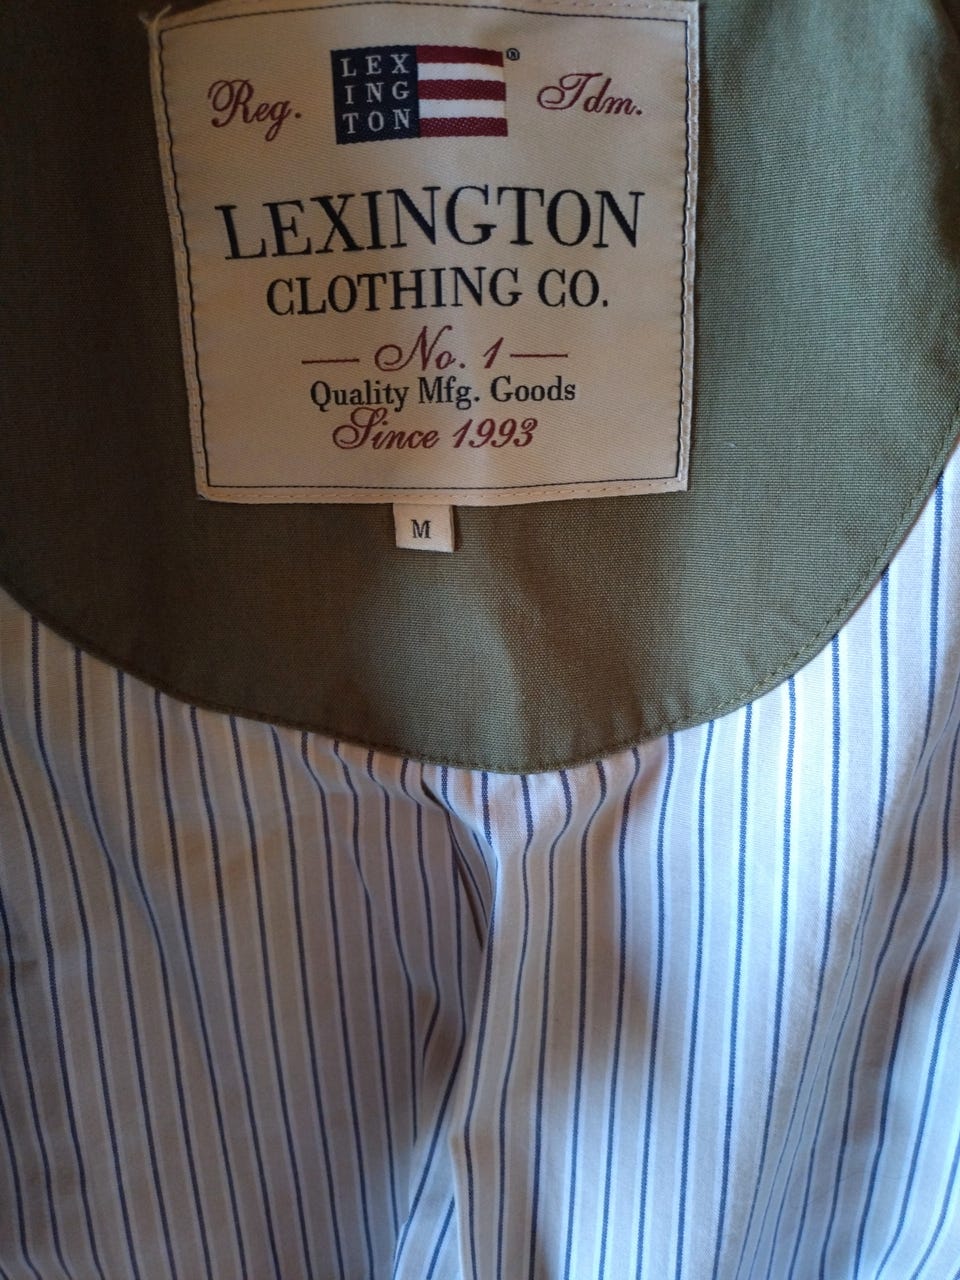 LEX
ING
TON
®
Reg. Tdm.
LEXINGTON
CLOTHING CO.
No. 1
Quality Mfg. Goods
Since 1993
M